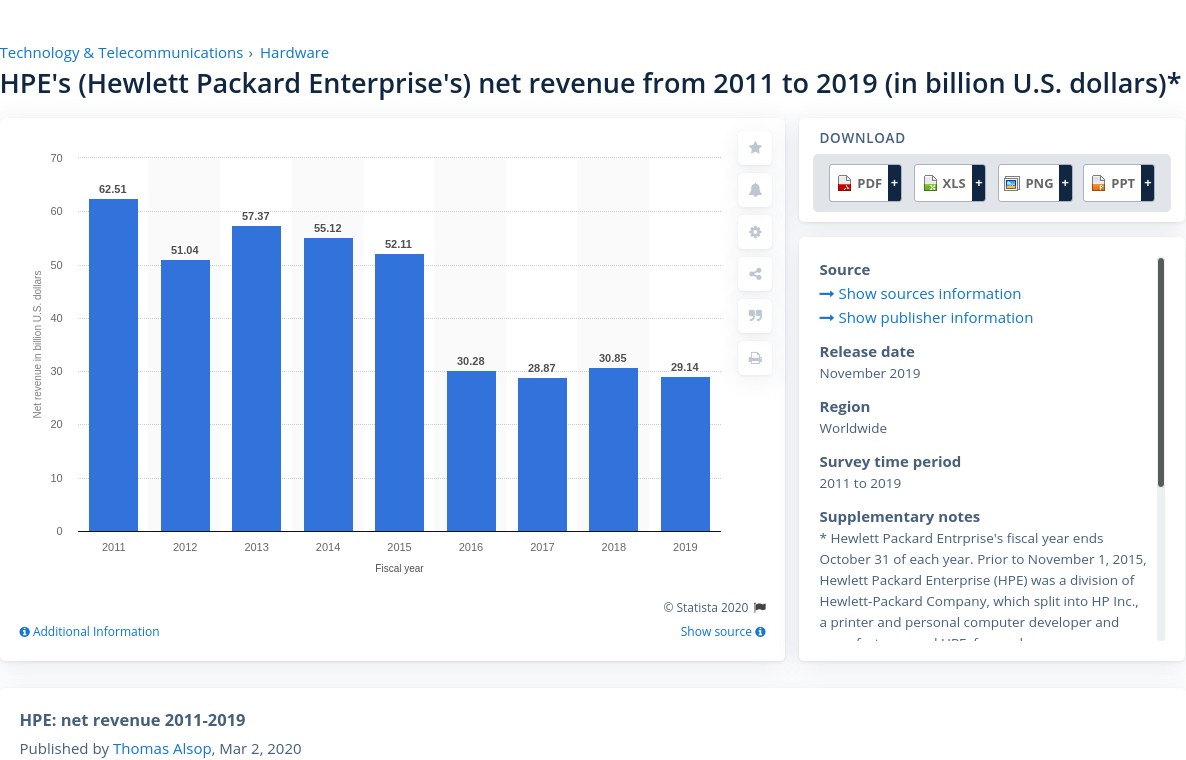 Technology & Telecommunications › Hardware
HPE's (Hewlett Packard Enterprise's) net revenue from 2011 to 2019 (in billion U.S. dollars)*
70
60
50
40
30
20
10
0
Net revenue in billion U.S. dollars
62.51
51.04
57.37
55.12
52.11
30.28
28.87
30.85
29.14
2011
2012
2013
2014
2015
2016
2017
2018
2019
Fiscal year
© Statista 2020
Additional Information
Show source
DOWNLOAD
PDF +
XLS +
PNG +
PPT +
Source
Show sources information
Show publisher information
Release date
November 2019
Region
Worldwide
Survey time period
2011 to 2019
Supplementary notes
* Hewlett Packard Entrprise's fiscal year ends
October 31 of each year. Prior to November 1, 2015,
Hewlett Packard Enterprise (HPE) was a division of
Hewlett-Packard Company, which split into HP Inc.,
a printer and personal computer developer and
HPE: net revenue 2011-2019
Published by Thomas Alsop, Mar 2, 2020